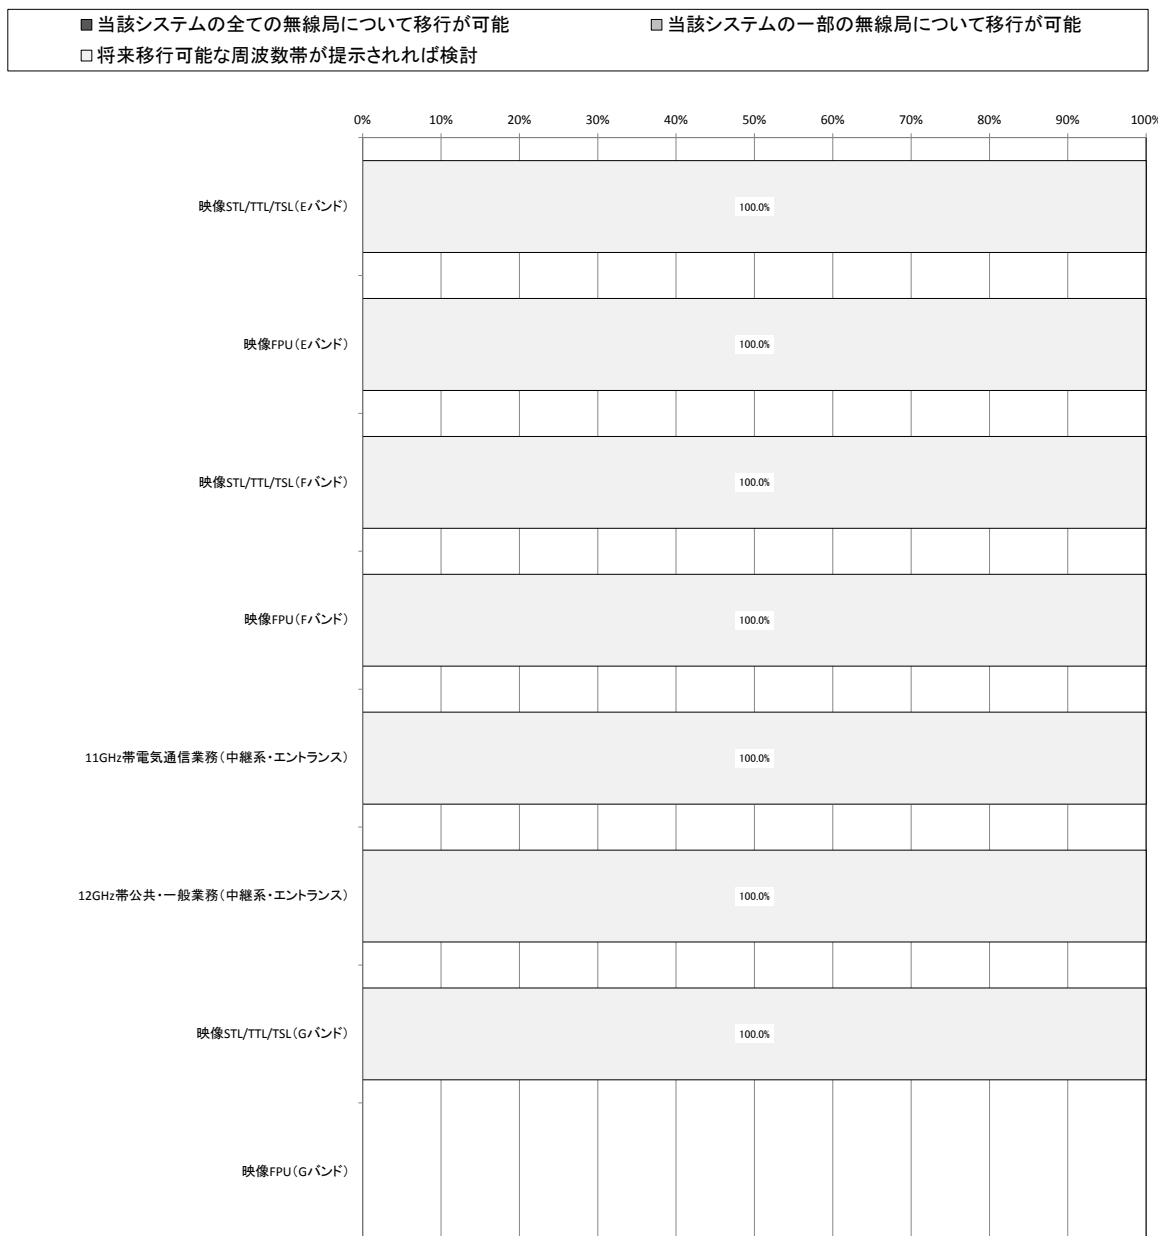 ■当該システムの全ての無線局について移行が可能
■当該システムの一部の無線局について移行が可能
□将来移行可能な周波数帯が提示されれば検討
0% 10% 20% 30% 40% 50% 60% 70% 80% 90% 100%
映像STL/TTL/TSL(Eバンド)
100.0%
映像FPU(Eバンド)
100.0%
映像STL/TTL/TSL(Fバンド)
100.0%
映像FPU(Fバンド)
100.0%
11GHz帯電気通信業務(中継系・エントランス)
100.0%
12GHz帯公共・一般業務(中継系・エントランス)
100.0%
映像STL/TTL/TSL(Gバンド)
100.0%
映像FPU(Gバンド)